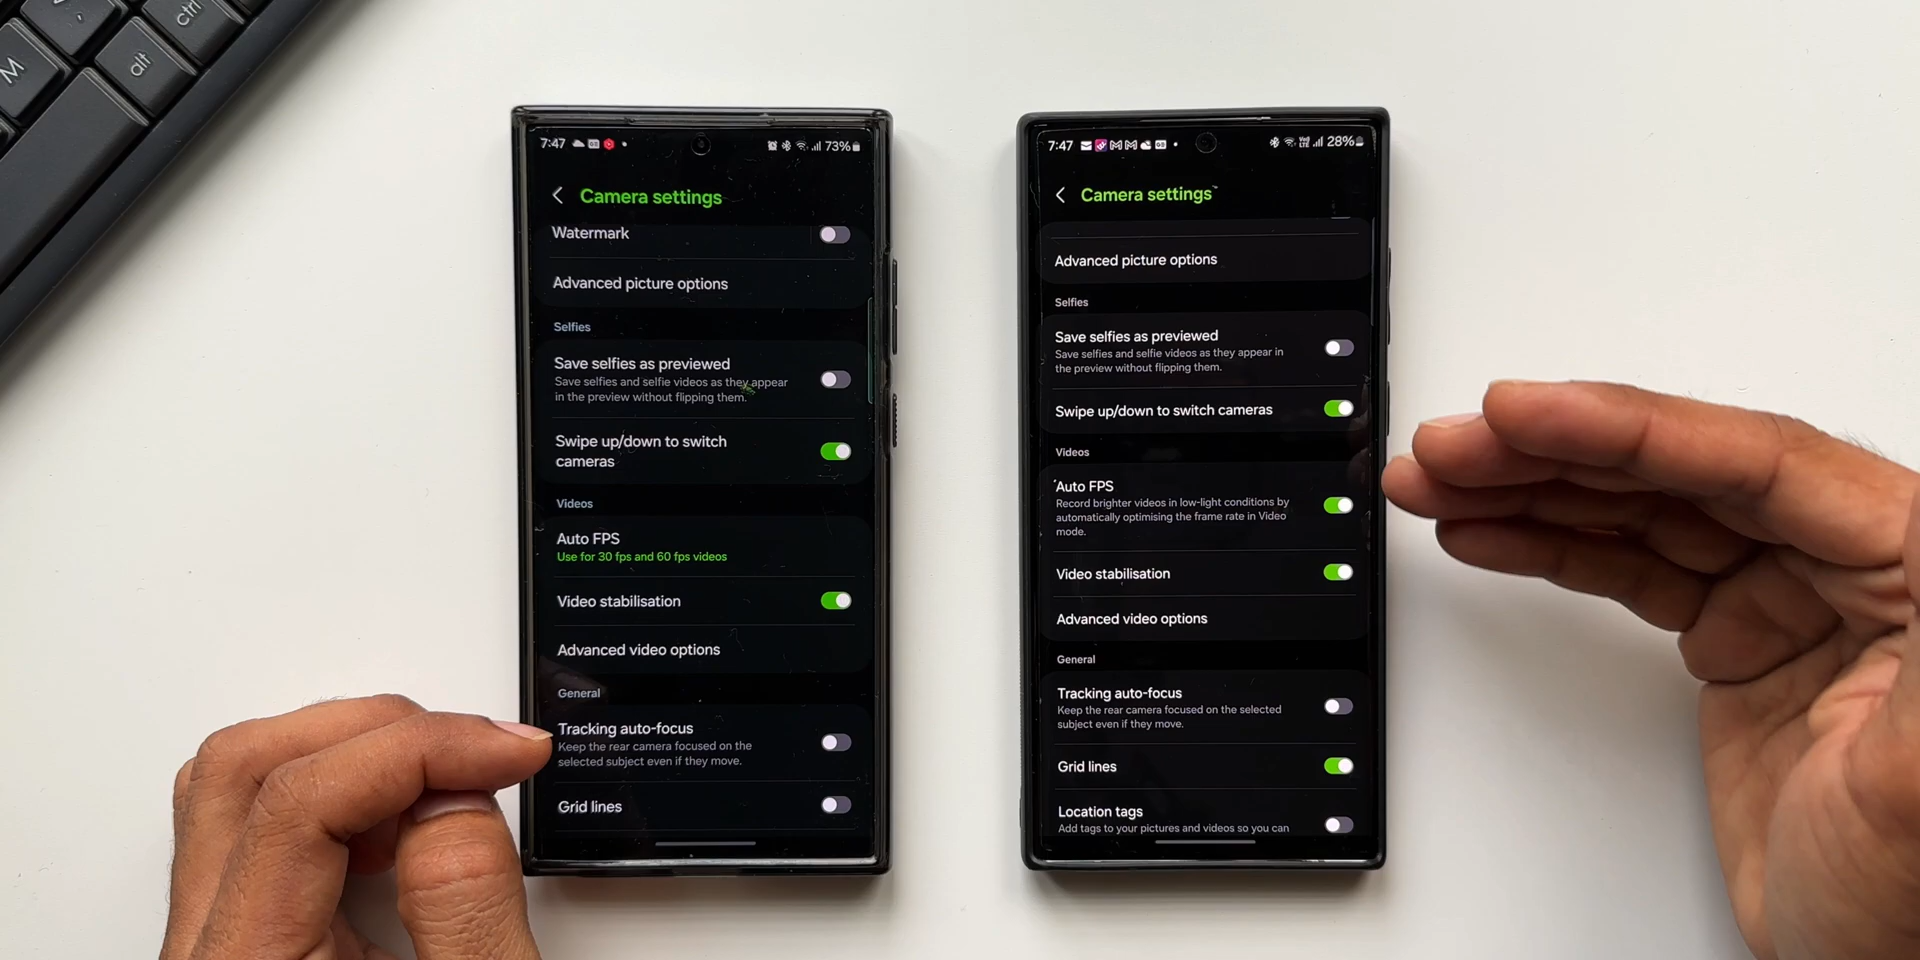 M
alt
ctrl
7:47
73%
Camera settings
Watermark
Advanced picture options
Selfies
Save selfies as previewed
Save selfies and selfie videos as they appear
in the preview without flipping them.
Swipe up/down to switch
cameras
Videos
Auto FPS
Use for 30 fps and 60 fps videos
Video stabilisation
Advanced video options
General
Tracking auto-focus
Keep the rear camera focused on the
selected subject even if they move.
Grid lines
7:47
28%
Camera settings
Advanced picture options
Selfies
Save selfies as previewed
Save selfies and selfie videos as they appear in
the preview without flipping them.
Swipe up/down to switch cameras
Videos
Auto FPS
Record brighter videos in low-light conditions by
automatically optimising the frame rate in Video
mode.
Video stabilisation
Advanced video options
General
Tracking auto-focus
Keep the rear camera focused on the selected
subject even if they move.
Grid lines
Location tags
Add tags to your pictures and videos so you can